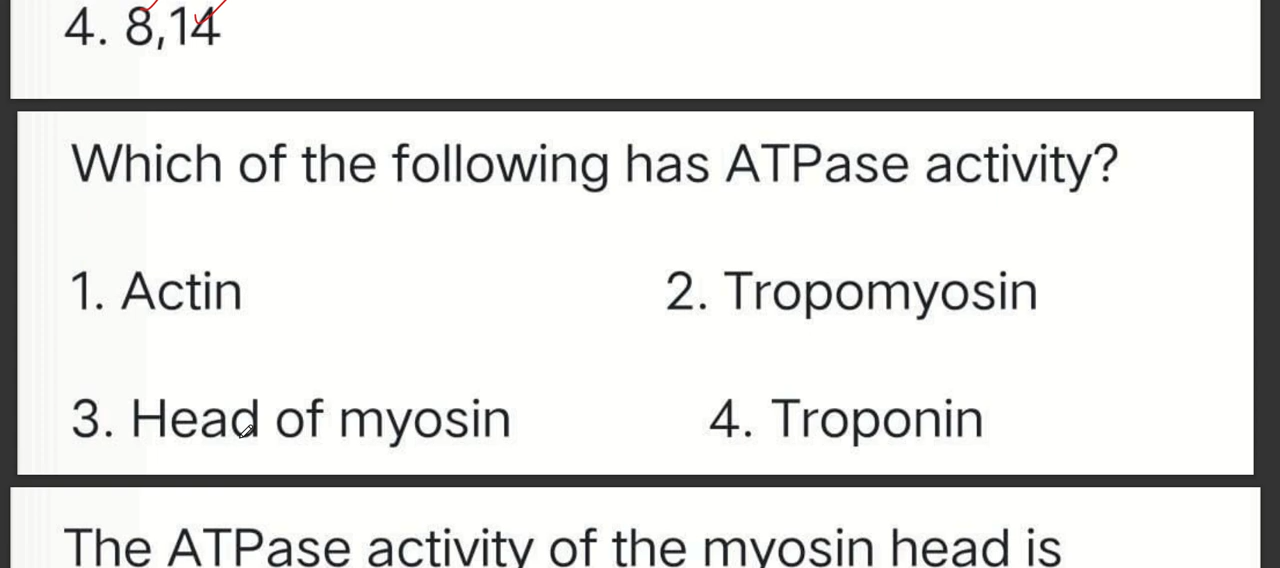 4. 8,14
Which of the following has ATPase activity?
1. Actin 2. Tropomyosin
3. Head of myosin 4. Troponin
The ATPase activity of the myosin head is